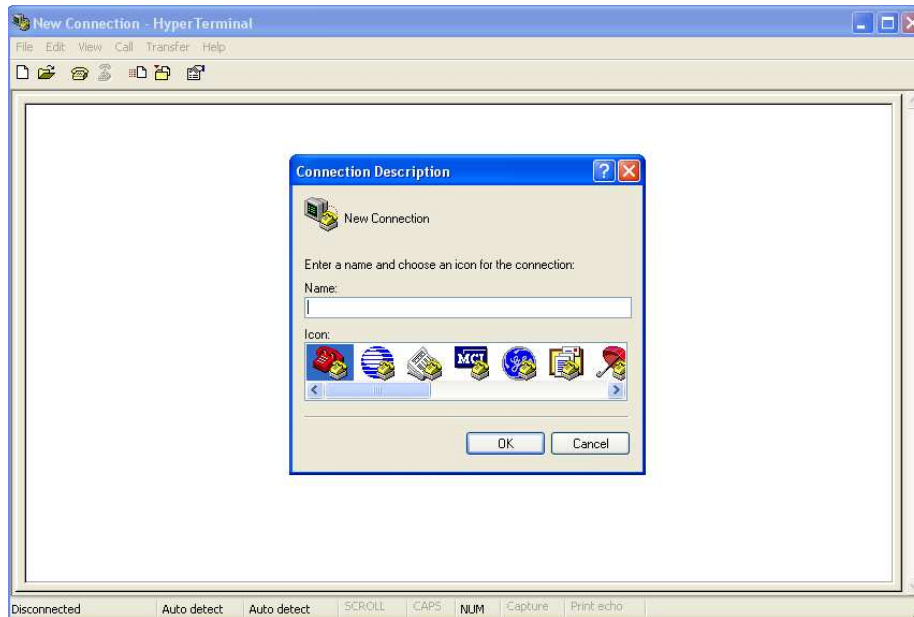 New Connection - HyperTerminal
File Edit View Call Transfer Help
Connection Description
New Connection
Enter a name and choose an icon for the connection:
Name:
Icon:
MCI
OK Cancel
Disconnected Auto detect Auto detect SCROLL CAPS NUM Capture Print echo